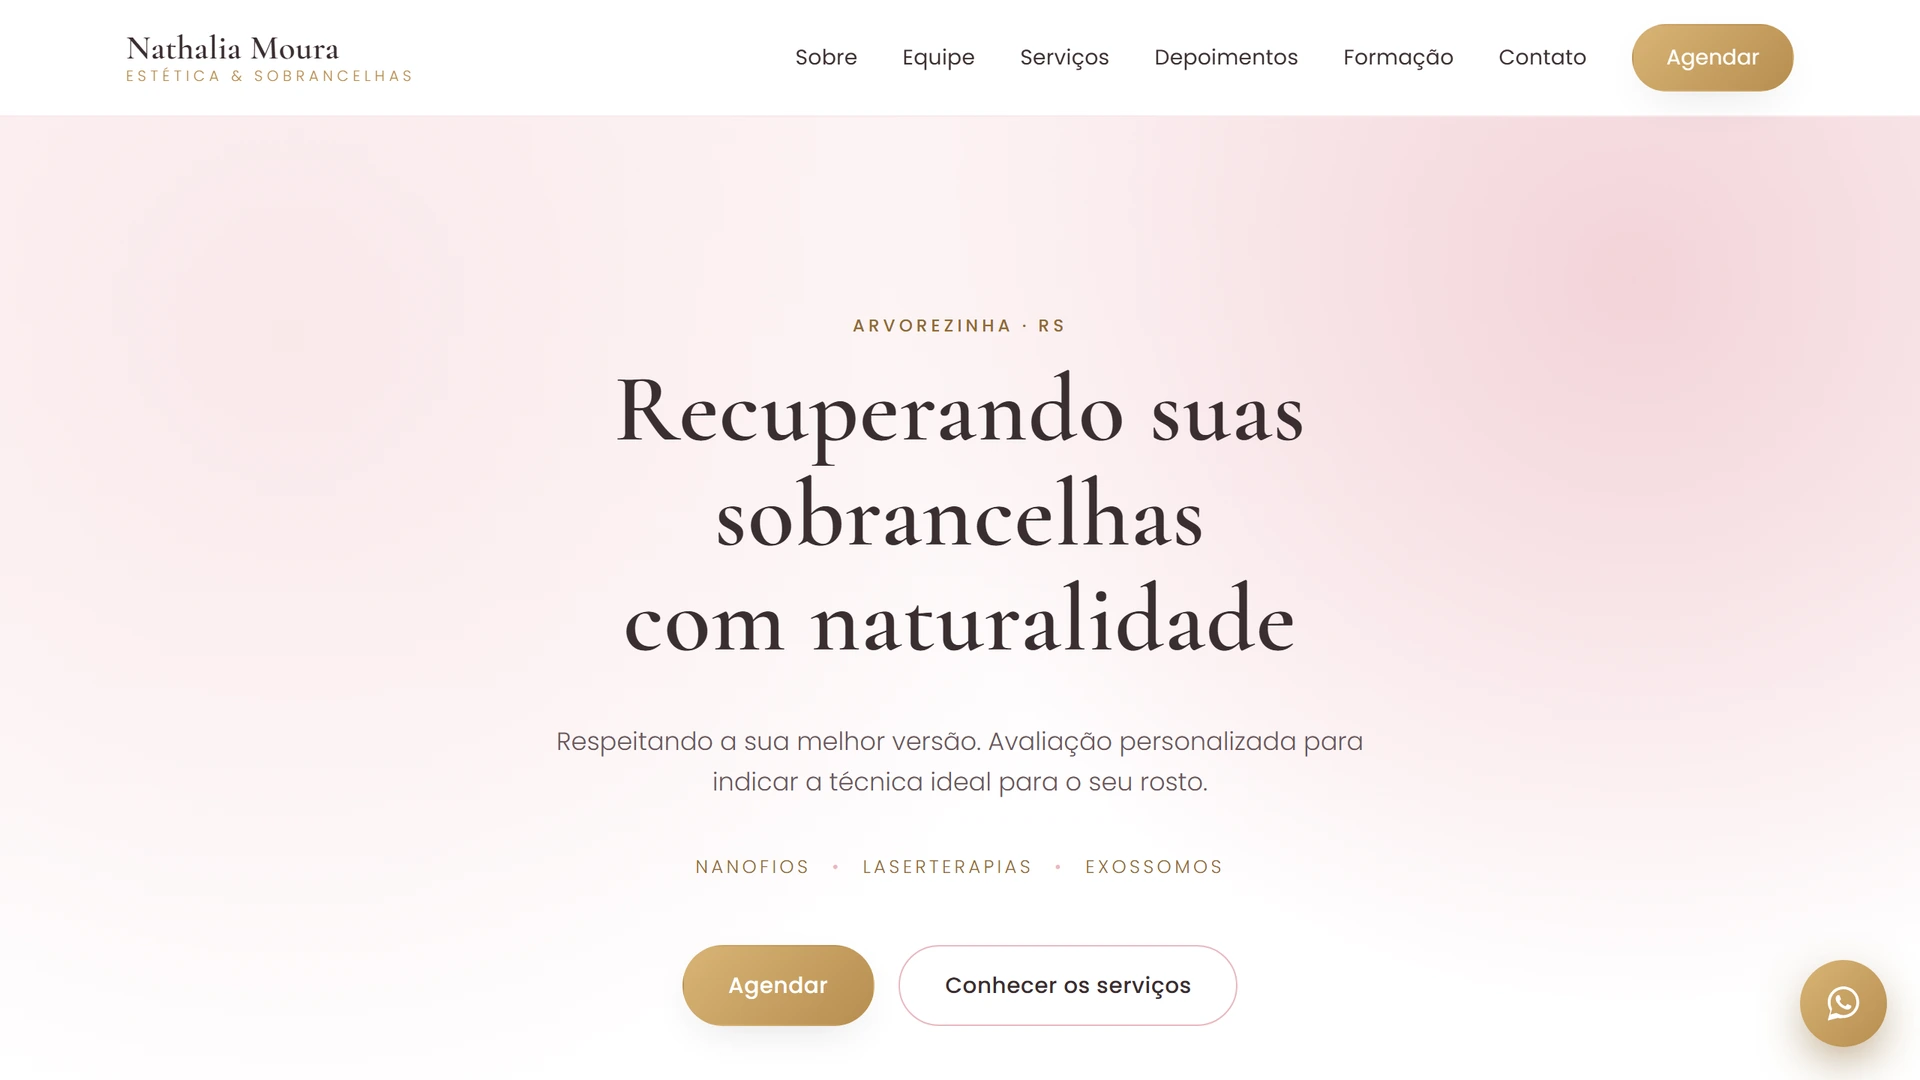 Nathalia Moura
ESTÉTICA & SOBRANCELHAS
Sobre
Equipe
Serviços
Depoimentos
Formação
Contato
Agendar
ARVOREZINHA · RS
Recuperando suas
sobrancelhas
com naturalidade
Respeitando a sua melhor versão. Avaliação personalizada para
indicar a técnica ideal para o seu rosto.
NANOFIOS • LASERTERAPIAS • EXOSSOMOS
Agendar
Conhecer os serviços